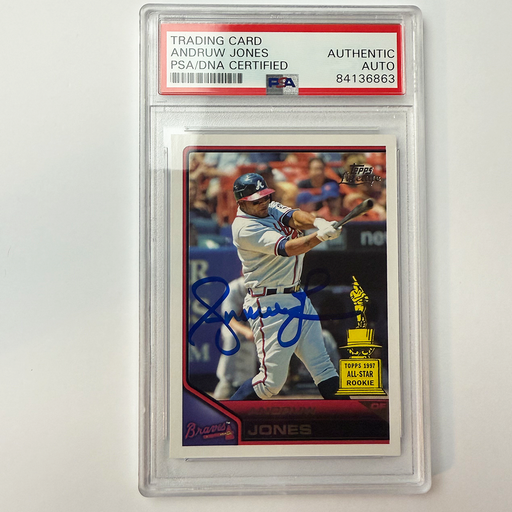 TRADING CARD
ANDRUW JONES
PSA/DNA CERTIFIED
AUTHENTIC
AUTO
84136863
PSA
Topps
TOPPS 1997
ALL-STAR
ROOKIE
ANDRUW
JONES
Braves